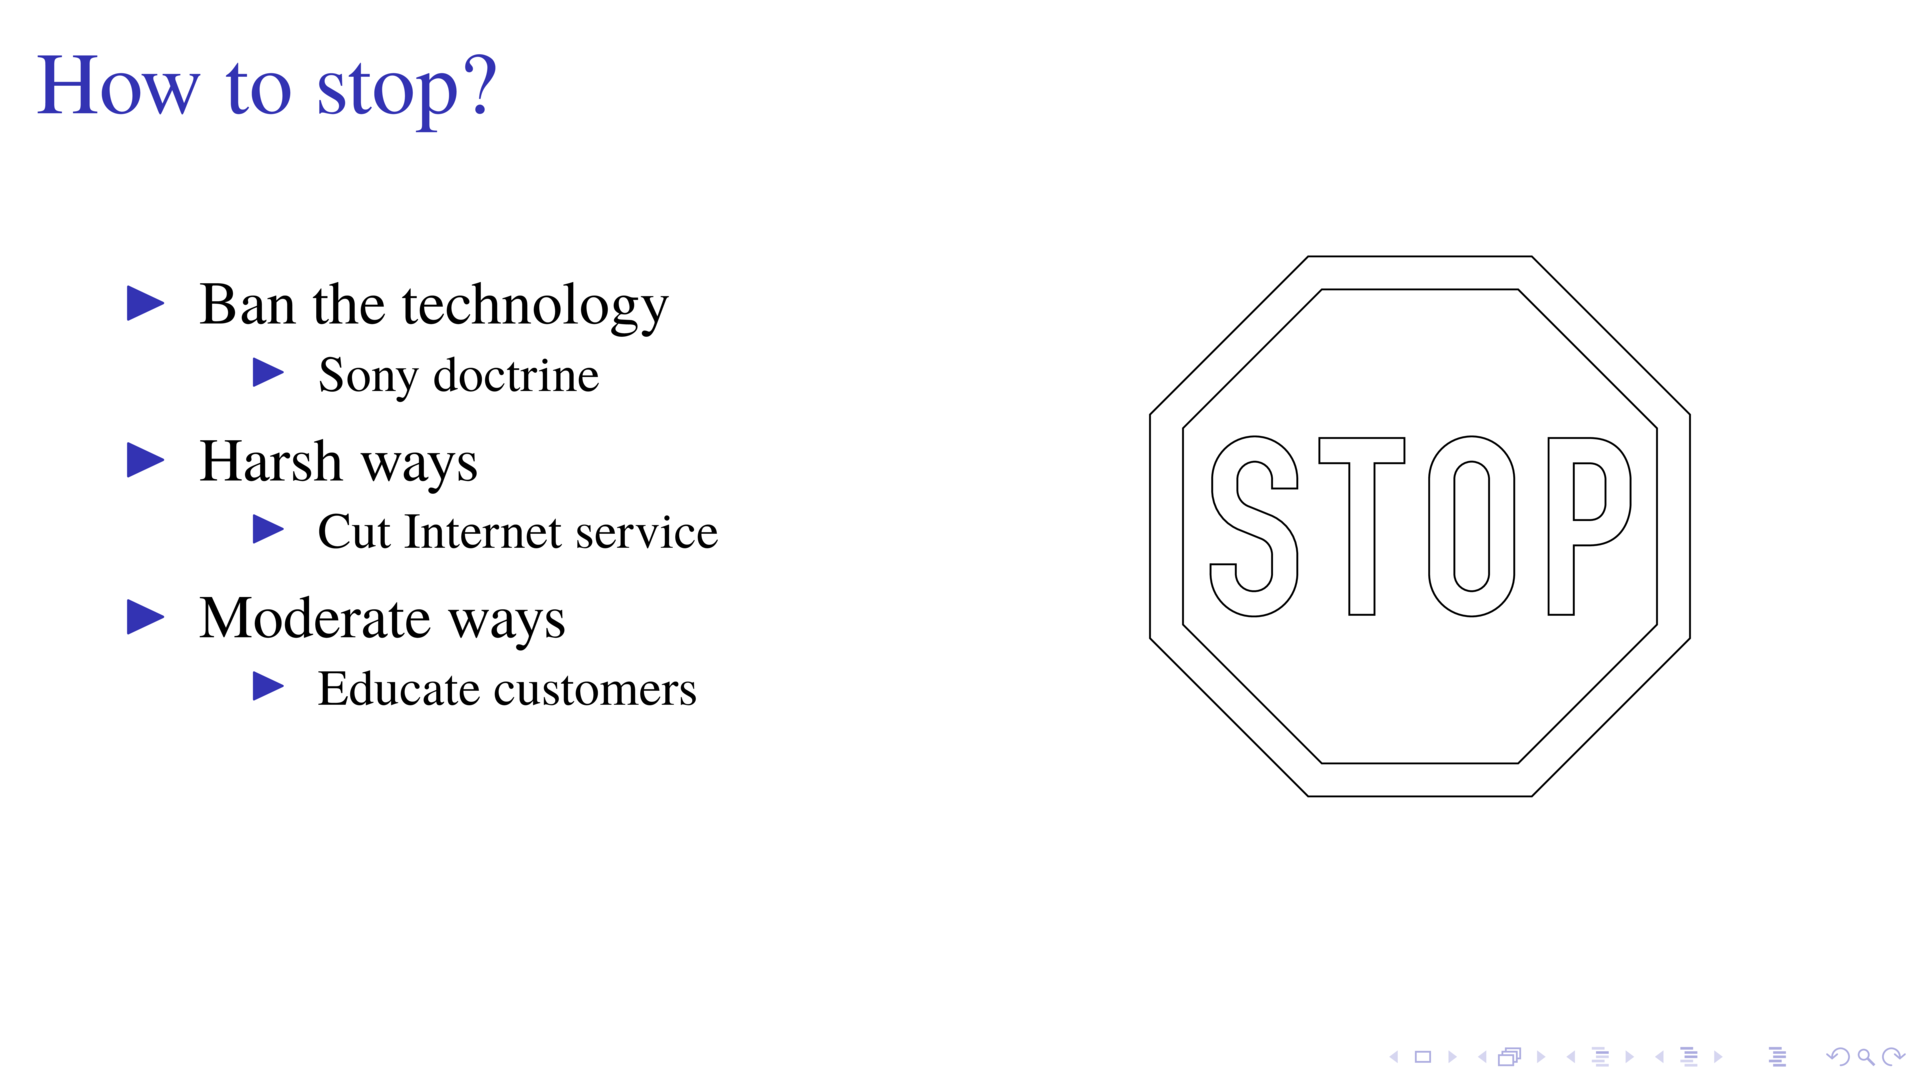 How to stop?
Ban the technology
Sony doctrine
Harsh ways
Cut Internet service
Moderate ways
Educate customers
STOP